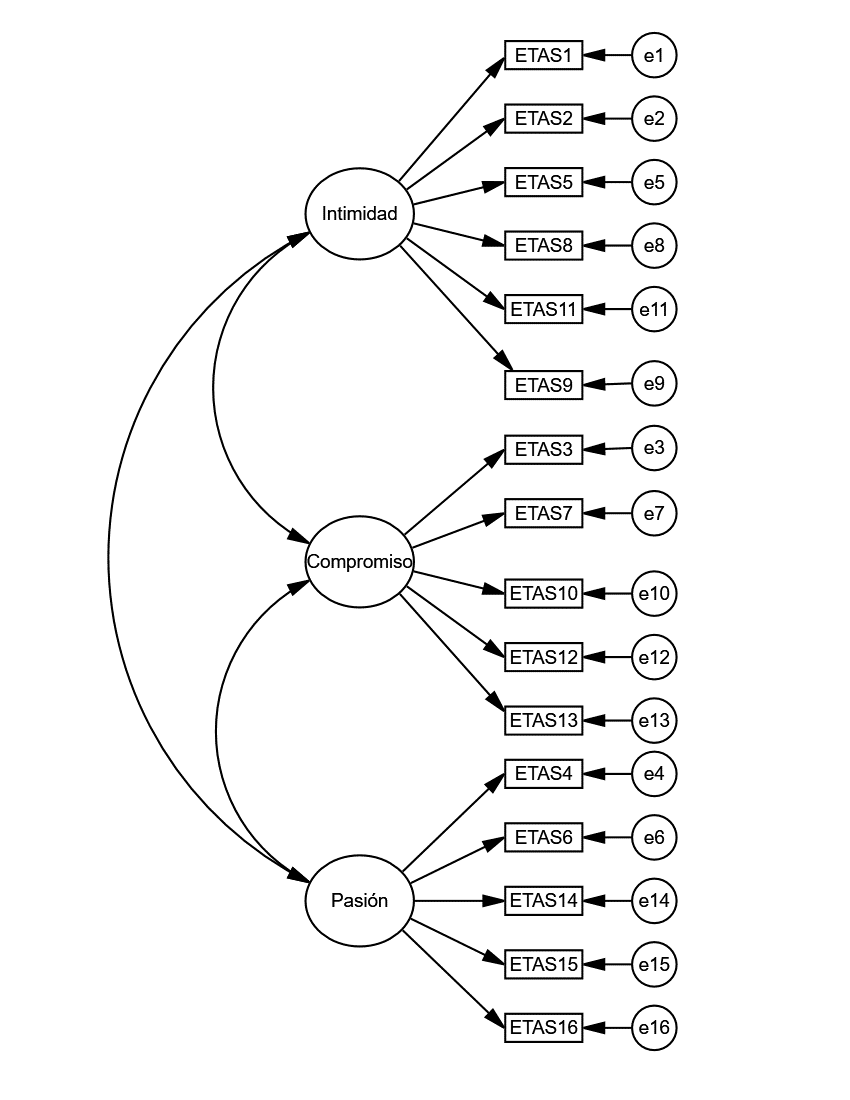 ETAS1 e1
ETAS2 e2
ETAS5 e5
Intimidad
ETAS8 e8
ETAS11 e11
ETAS9 e9
ETAS3 e3
ETAS7 e7
Compromiso
ETAS10 e10
ETAS12 e12
ETAS13 e13
ETAS4 e4
ETAS6 e6
Pasión
ETAS14 e14
ETAS15 e15
ETAS16 e16